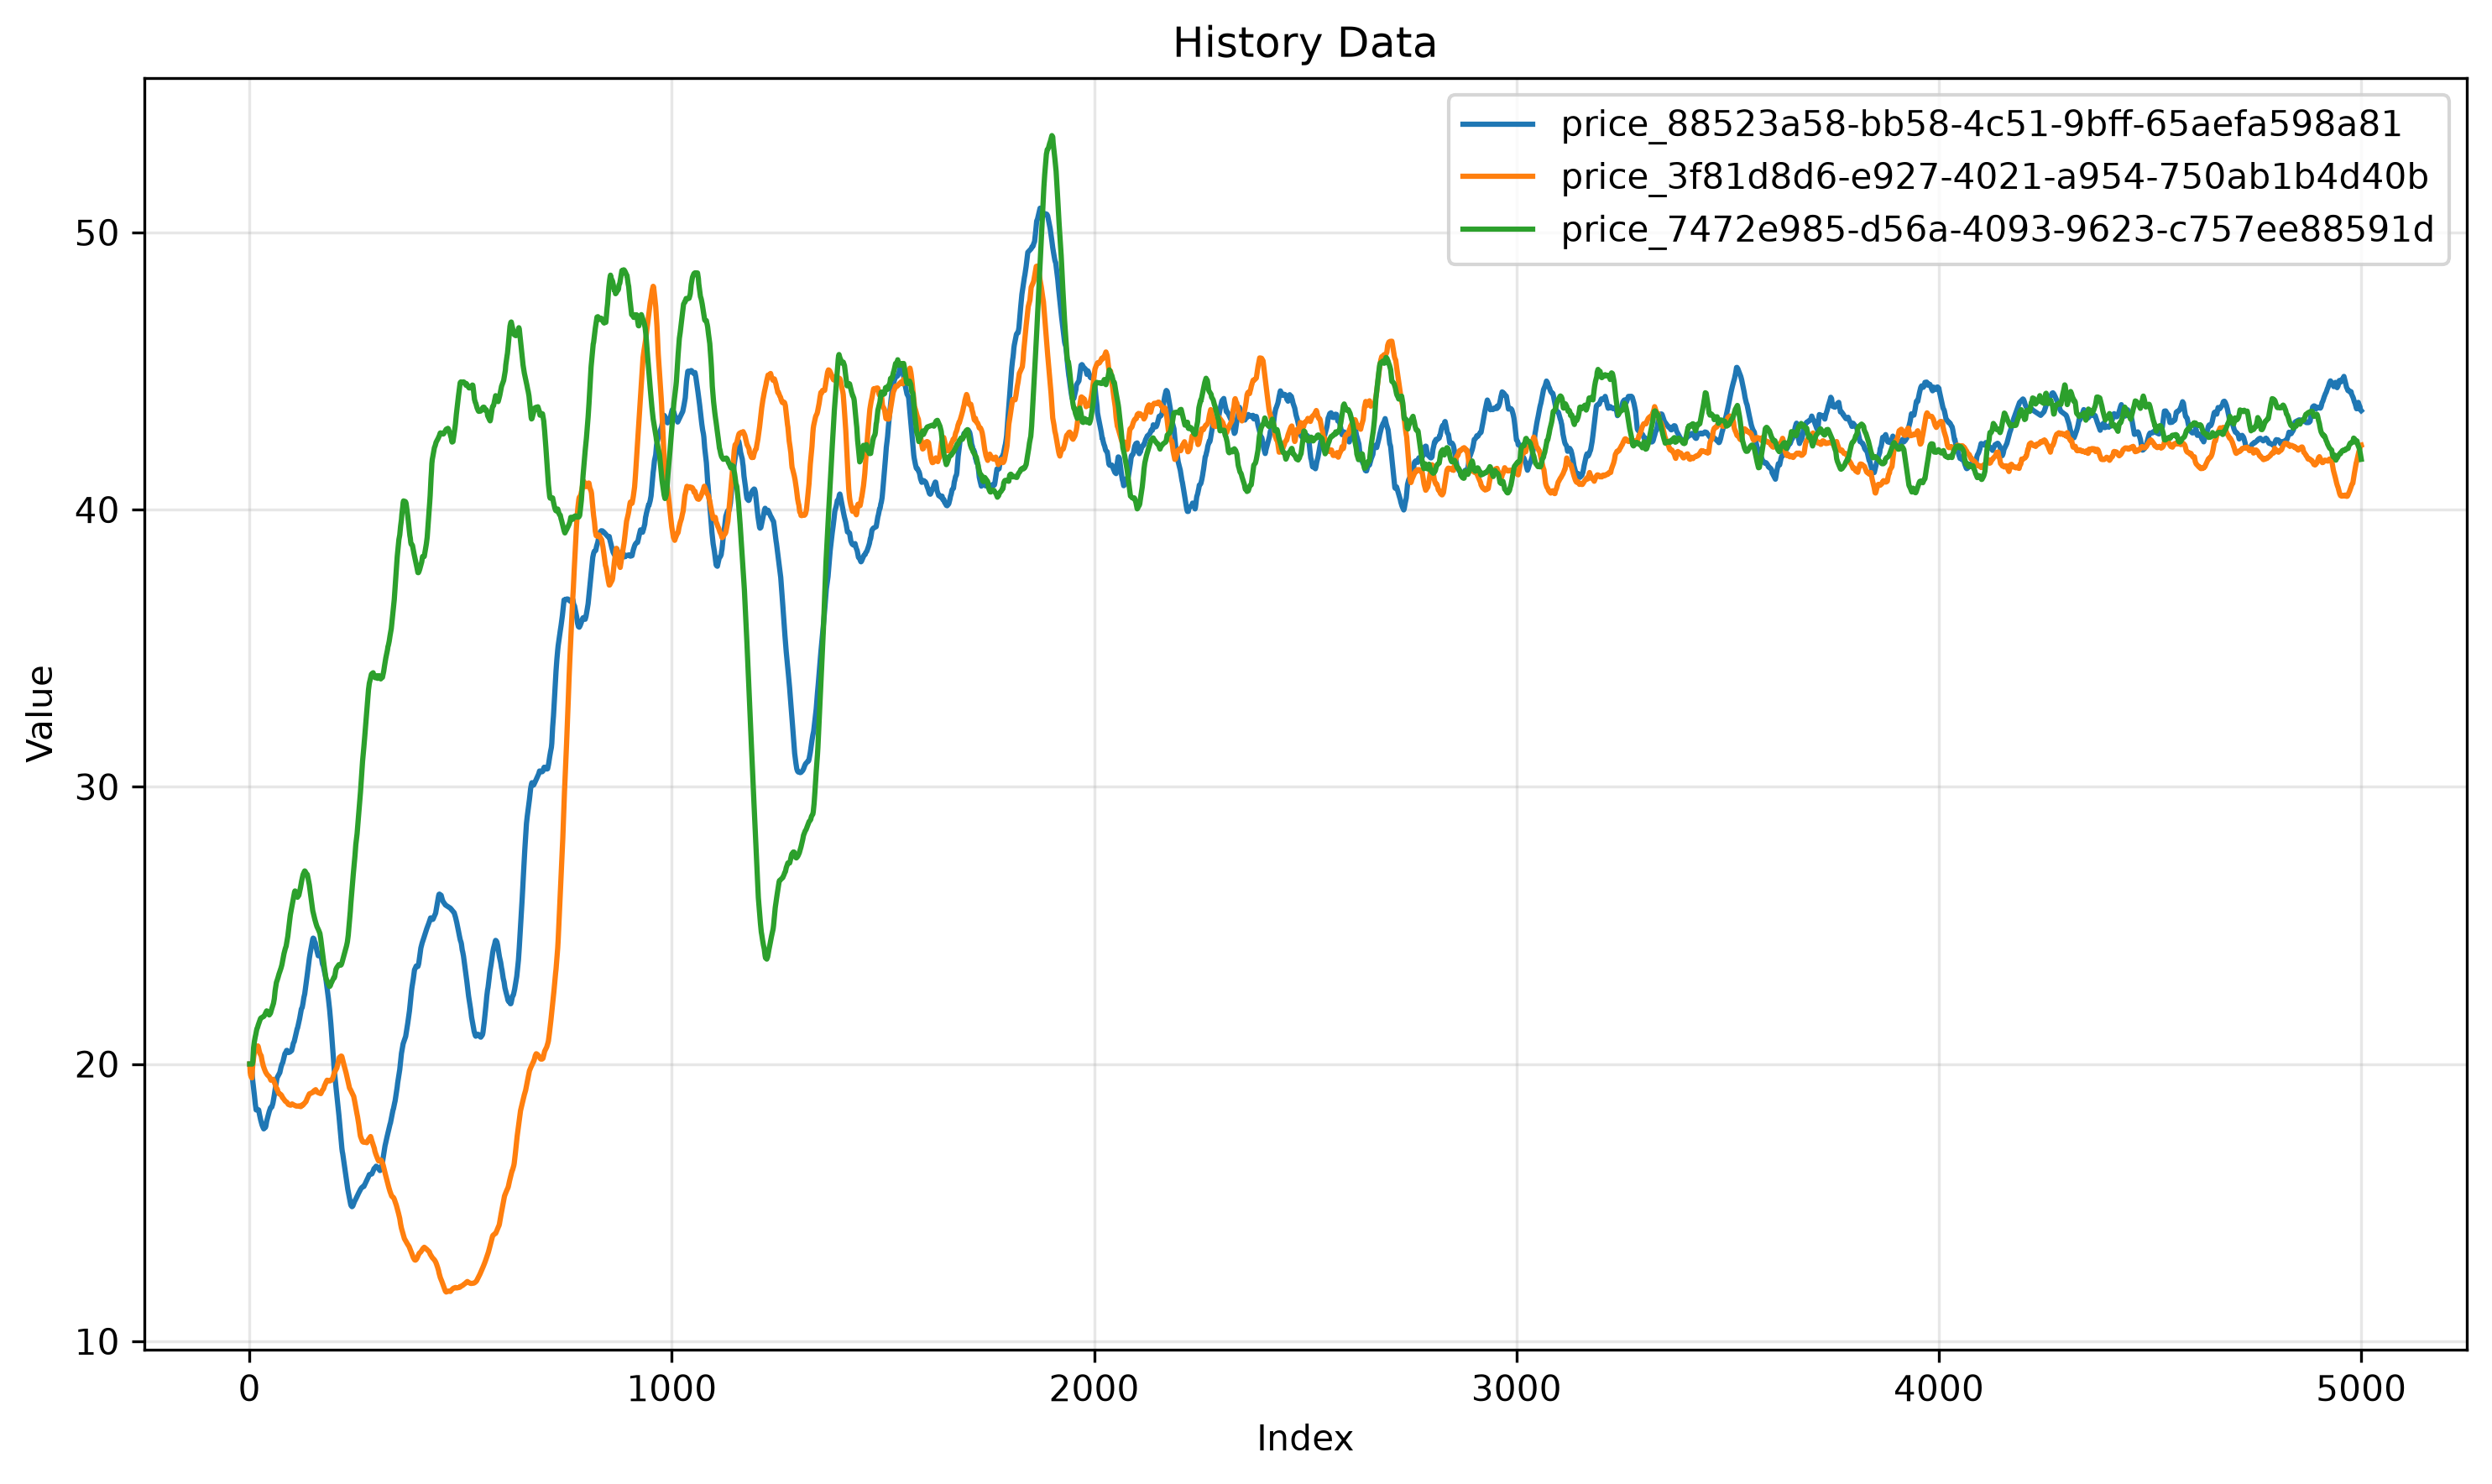 History Data
price_88523a58-bb58-4c51-9bff-65aefa598a81
price_3f81d8d6-e927-4021-a954-750ab1b4d40b
price_7472e985-d56a-4093-9623-c757ee88591d
Value
50
40
30
20
10
0 1000 2000 3000 4000 5000
Index